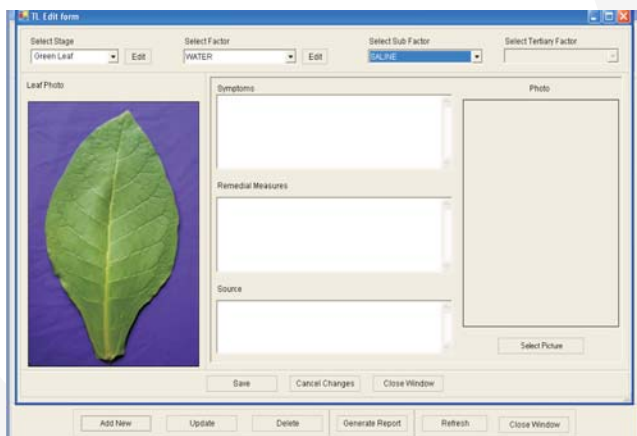 TL Edit form
Select Stage Select Factor Select Sub Factor Select Tertiary Factor
Green Leaf Edit WATER Edit SALINE
Leaf Photo Symptoms Photo
Remedial Measures
Source
Select Picture
Save Cancel Changes Close Window
Add New Update Delete Generate Report Refresh Close Window